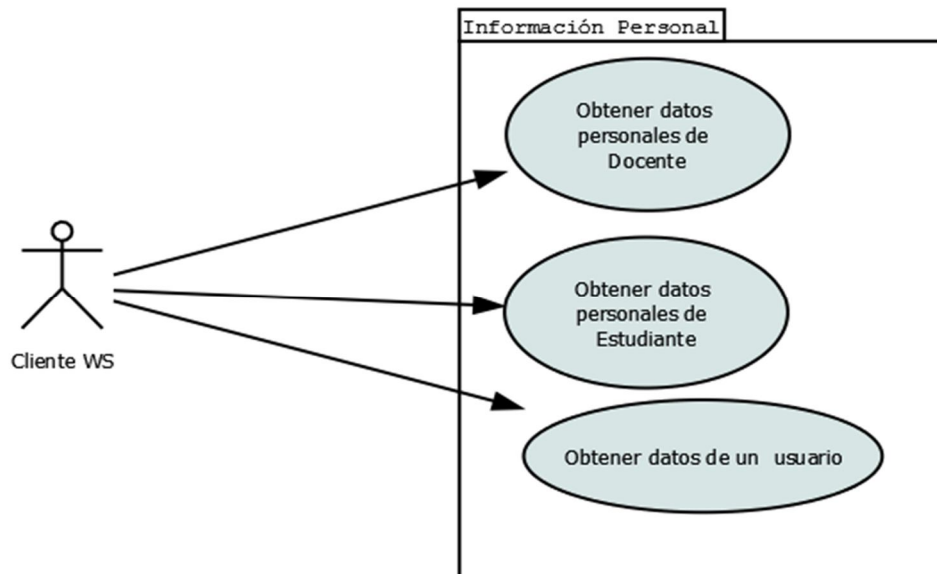 Información Personal
Obtener datos
personales de
Docente
Obtener datos
personales de
Estudiante
Cliente WS
Obtener datos de un usuario